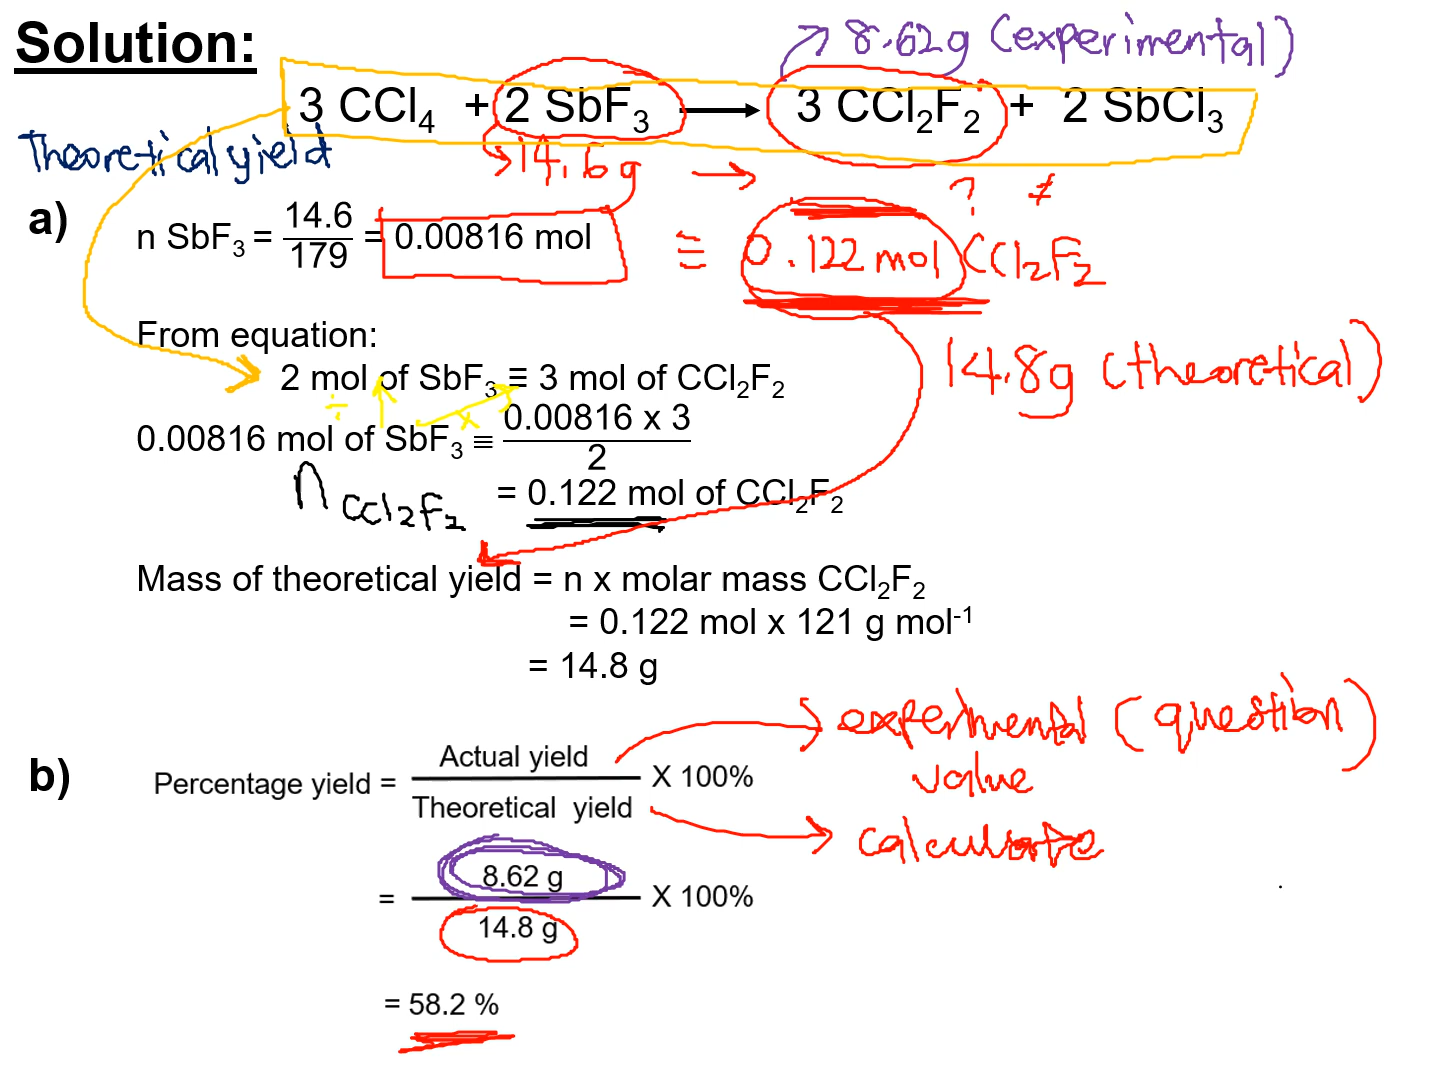 Solution:
8.62g (experimental)
3 CCl4 + 2 SbF3 ⟶ 3 CCl2F2 + 2 SbCl3
Theoretical yield
14.6g →
? ≠
a) n SbF3 = 14.6/179 = 0.00816 mol ≡ 0.122 mol CCl2F2
From equation:
14.8g (theoretical)
2 mol of SbF3 ≡ 3 mol of CCl2F2
÷ x
0.00816 mol of SbF3 ≡ 0.00816 x 3/2
n CCl2F2 = 0.122 mol of CCl2F2
Mass of theoretical yield = n x molar mass CCl2F2
= 0.122 mol x 121 g mol-1
= 14.8 g
experimental (question)
value
b) Percentage yield = Actual yield/Theoretical yield X 100%
calculate
= 8.62 g/14.8 g X 100%
= 58.2 %